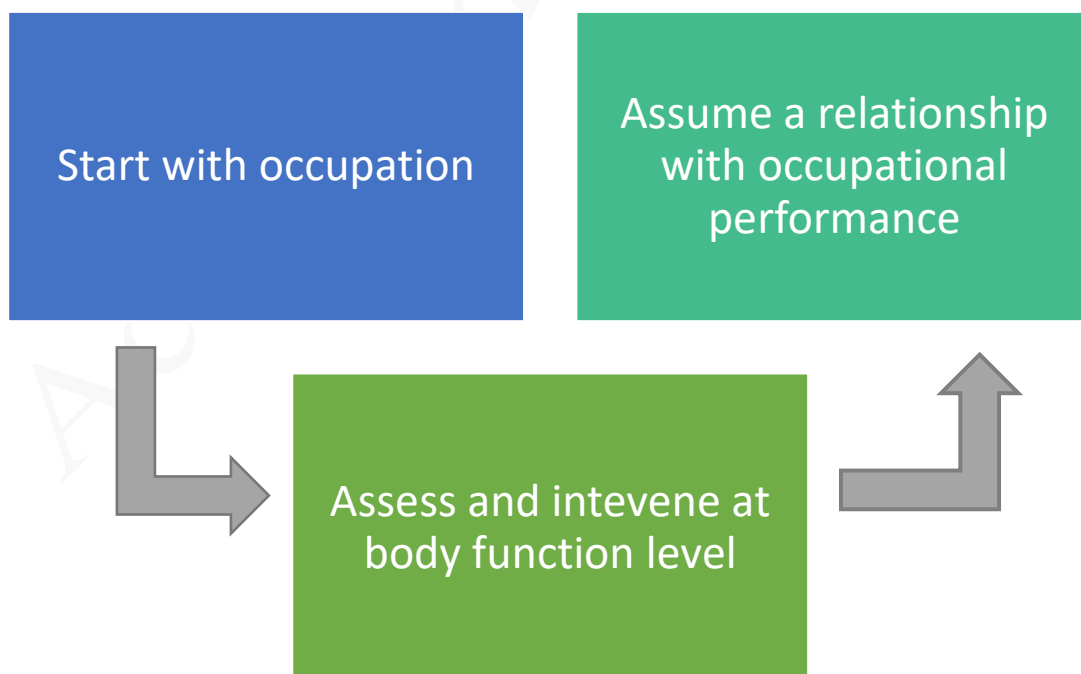 Start with occupation
Assess and intevene at
body function level
Assume a relationship
with occupational
performance